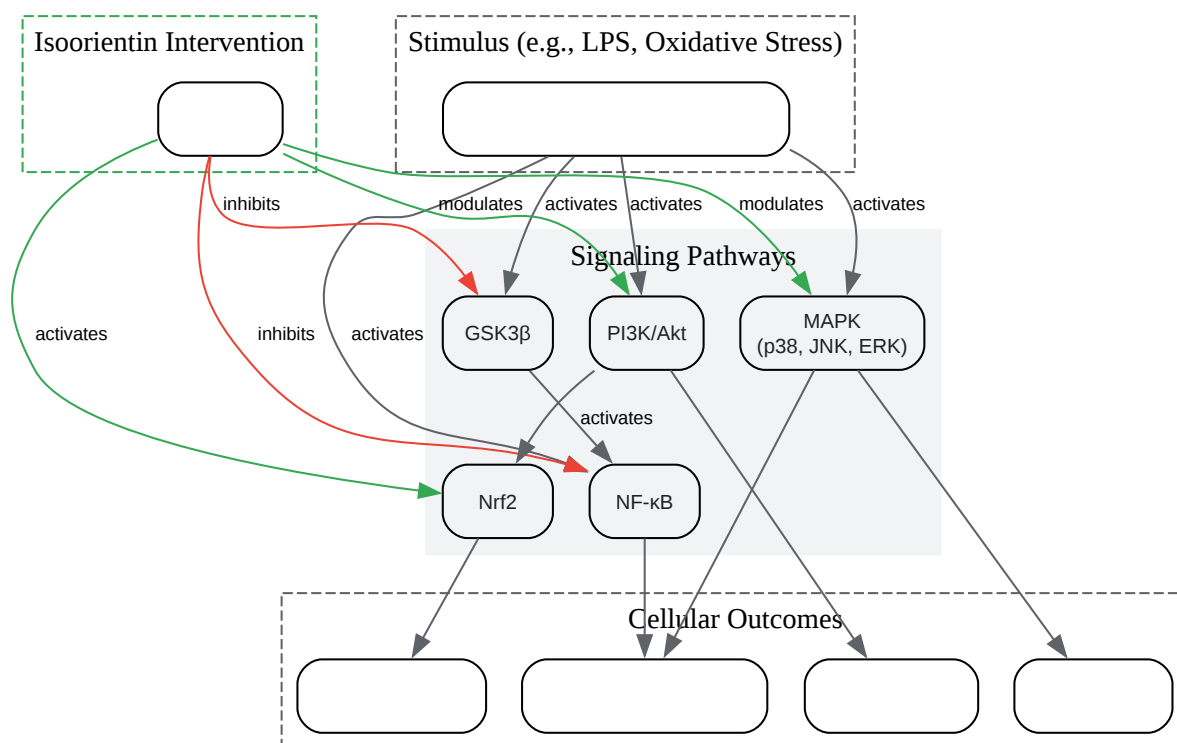 Isoorientin Intervention
Stimulus (e.g., LPS, Oxidative Stress)
inhibits
modulates
activates
activates
modulates
activates
Signaling Pathways
GSK3β
PI3K/Akt
MAPK
(p38, JNK, ERK)
activates
inhibits
activates
activates
Nrf2
NF-κB
Cellular Outcomes